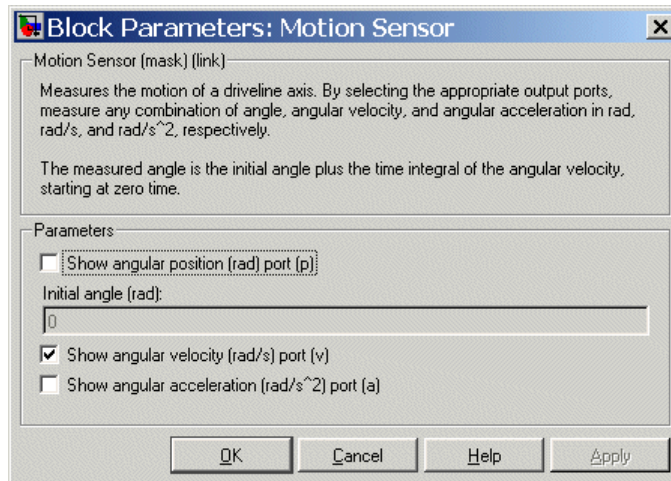 Block Parameters: Motion Sensor
Motion Sensor (mask) (link)
Measures the motion of a driveline axis. By selecting the appropriate output ports,
measure any combination of angle, angular velocity, and angular acceleration in rad,
rad/s, and rad/s^2, respectively.
The measured angle is the initial angle plus the time integral of the angular velocity,
starting at zero time.
Parameters
Show angular position (rad) port (p)
Initial angle (rad):
0
Show angular velocity (rad/s) port (v)
Show angular acceleration (rad/s^2) port (a)
OK Cancel Help Apply